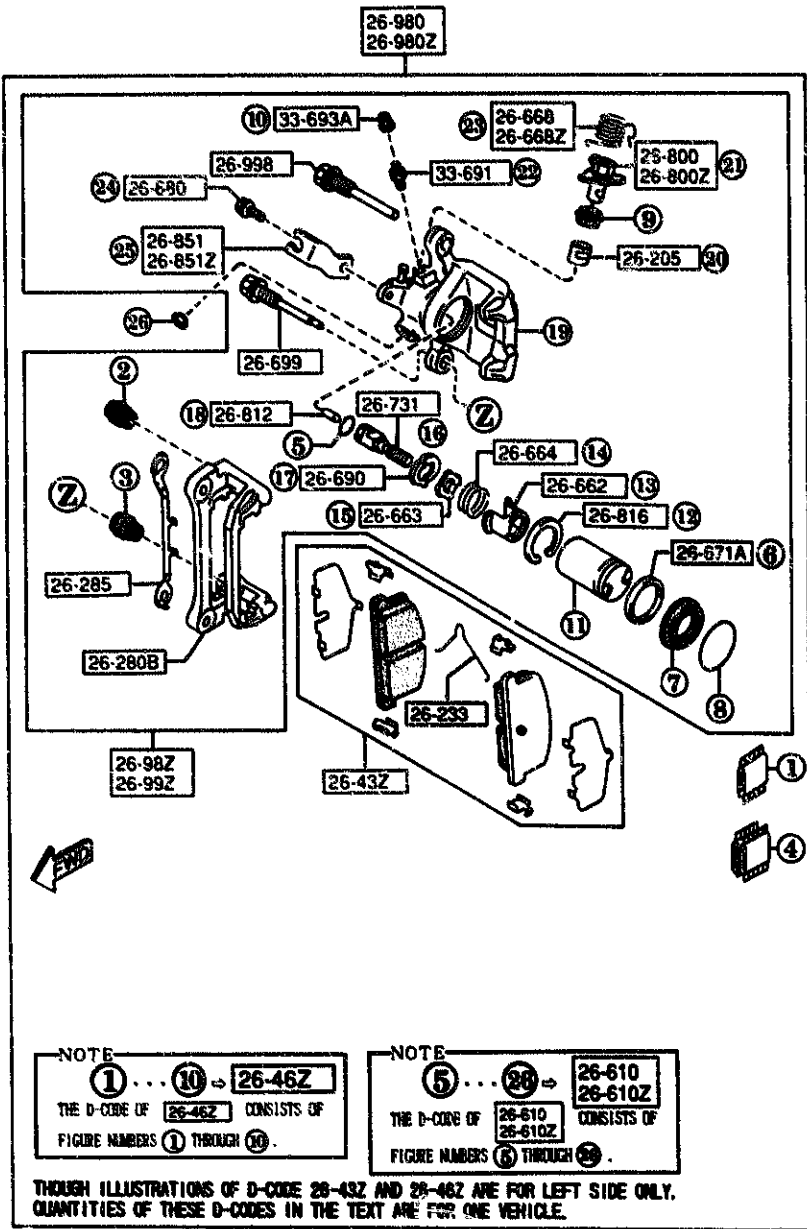 26-980
26-980Z
⑩ 33-693A
㉓ 26-668
26-668Z
26-998
33-691 ㉒
26-800 ㉑
26-800Z
㉔ 26-680
⑨
㉕ 26-851
26-851Z
26-205 ⑳
㉖
⑲
26-699
②
⑱ 26-812
26-731
⑯
Z
⑤
26-664 ⑭
⑰ 26-690
26-662 ⑬
Z
③
⑮ 26-663
26-816 ⑫
26-671A ⑥
26-285
⑪
26-280B
⑦
26-233
⑧
26-98Z
26-99Z
26-43Z
①
④
FWD
NOTE
① · · · ⑩ ⇨ 26-46Z
THE D-CODE OF 26-46Z CONSISTS OF
FIGURE NUMBERS ① THROUGH ⑩.
NOTE
⑤ · · · ㉖ ⇨ 26-610
26-610Z
THE D-CODE OF 26-610 CONSISTS OF
26-610Z
FIGURE NUMBERS ⑤ THROUGH ㉖.
THOUGH ILLUSTRATIONS OF D-CODE 26-43Z AND 26-46Z ARE FOR LEFT SIDE ONLY,
QUANTITIES OF THESE D-CODES IN THE TEXT ARE FOR ONE VEHICLE.